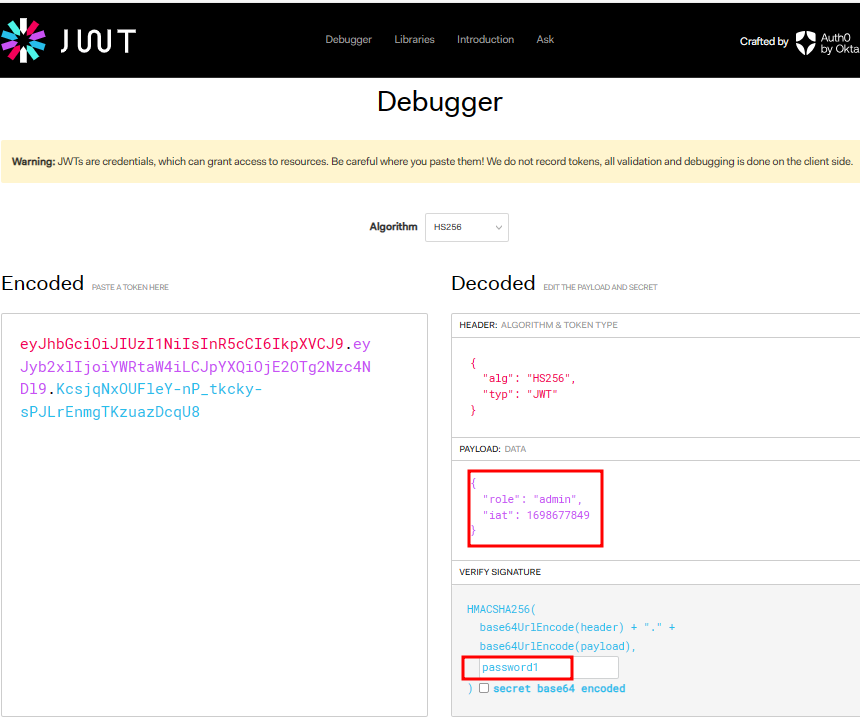 JWT
Debugger Libraries Introduction Ask
Crafted by Auth0
by Okta
Debugger
Warning: JWTs are credentials, which can grant access to resources. Be careful where you paste them! We do not record tokens, all validation and debugging is done on the client side.
Algorithm HS256
Encoded PASTE A TOKEN HERE
eyJhbGciOiJIUzI1NiIsInR5cCI6IkpXVCJ9.ey
Jyb2xlIjoiYWRtaW4iLCJpYXQiOjE2OTg2Nzc4N
Dl9.KcsjqNxOUFleY-nP_tkcky-
sPJLrEnmgTKzuazDcqU8
Decoded EDIT THE PAYLOAD AND SECRET
HEADER: ALGORITHM & TOKEN TYPE
{
"alg": "HS256",
"typ": "JWT"
}
PAYLOAD: DATA
{
"role": "admin",
"iat": 1698677849
}
VERIFY SIGNATURE
HMACSHA256(
base64UrlEncode(header) + "." +
base64UrlEncode(payload),
password1
) secret base64 encoded